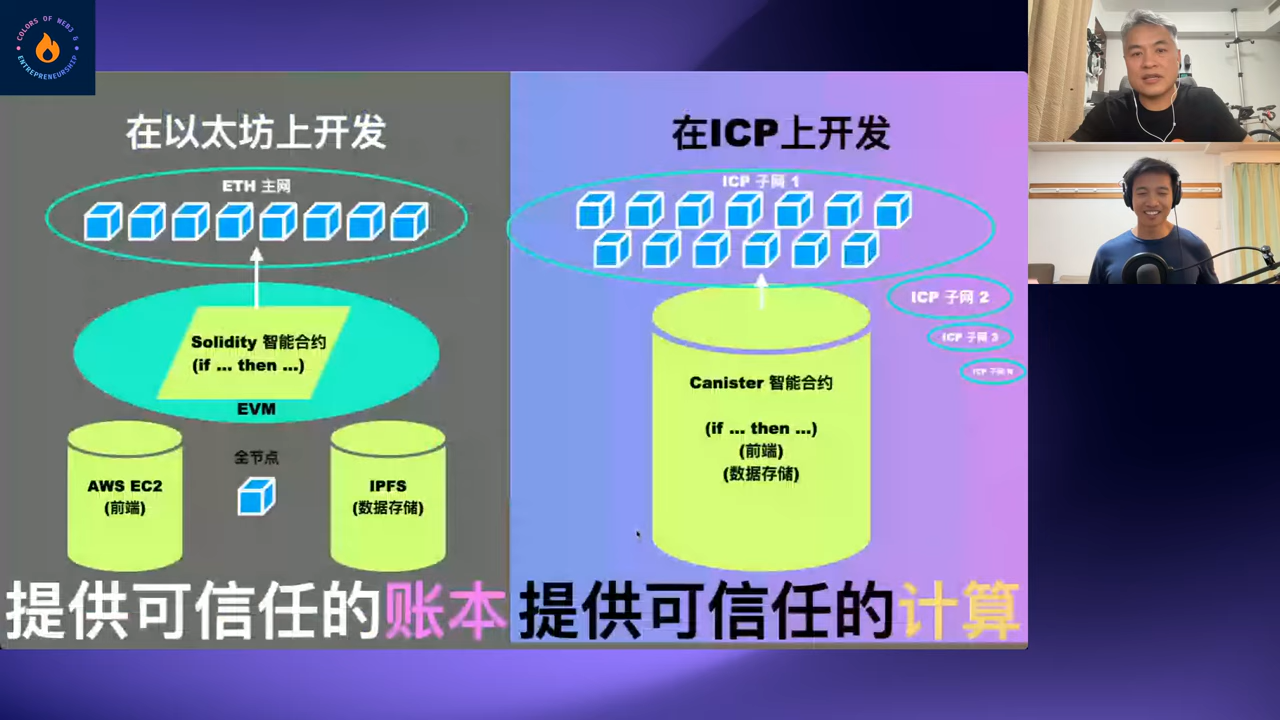 COLORS OF WEB3 &
ENTREPRENEURSHIP
在以太坊上开发
ETH 主网
Solidity 智能合约
(if ... then ...)
EVM
AWS EC2
(前端)
全节点
IPFS
(数据存储)
提供可信任的账本
在ICP上开发
ICP 子网 1
ICP 子网 2
ICP 子网 3
ICP 子网 N
Canister 智能合约
(if ... then ...)
(前端)
(数据存储)
提供可信任的计算